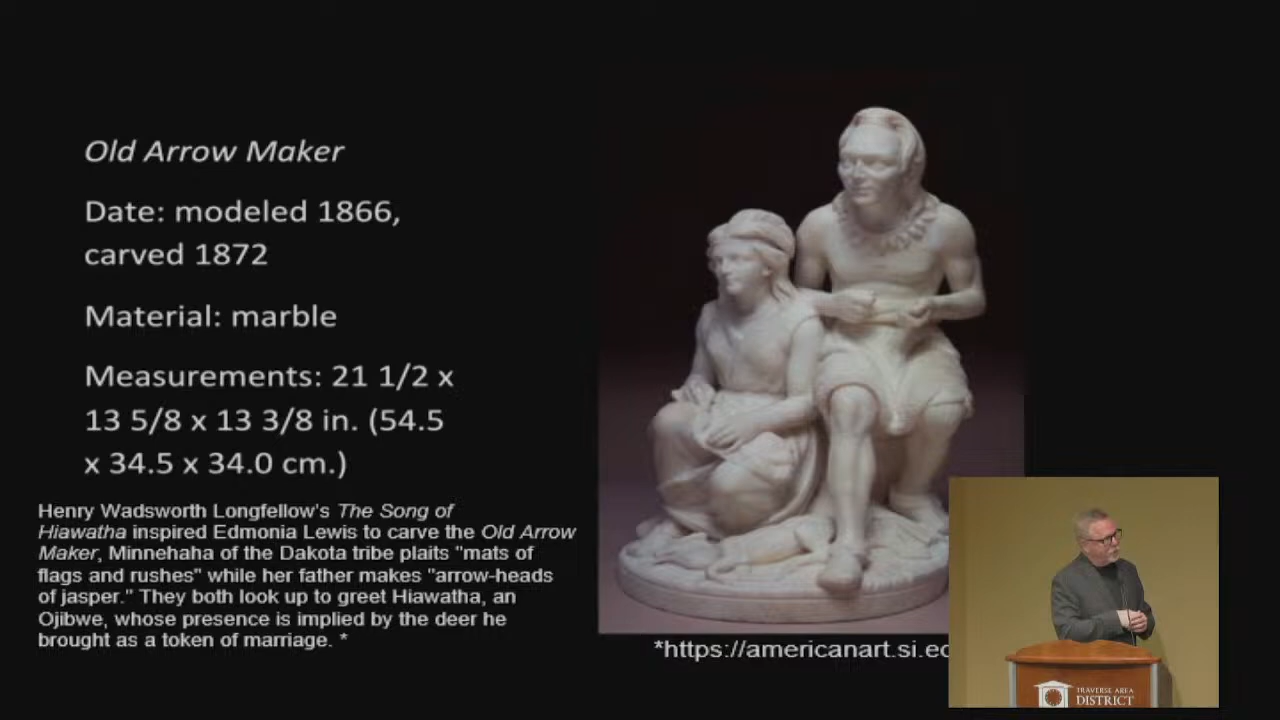 Old Arrow Maker
Date: modeled 1866,
carved 1872
Material: marble
Measurements: 21 1/2 x
13 5/8 x 13 3/8 in. (54.5
x 34.5 x 34.0 cm.)
Henry Wadsworth Longfellow's The Song of
Hiawatha inspired Edmonia Lewis to carve the Old Arrow
Maker, Minnehaha of the Dakota tribe plaits "mats of
flags and rushes" while her father makes "arrow-heads
of jasper." They both look up to greet Hiawatha, an
Ojibwe, whose presence is implied by the deer he
brought as a token of marriage. *
*https://americanart.si.ec
TRAVERSE AREA
DISTRICT